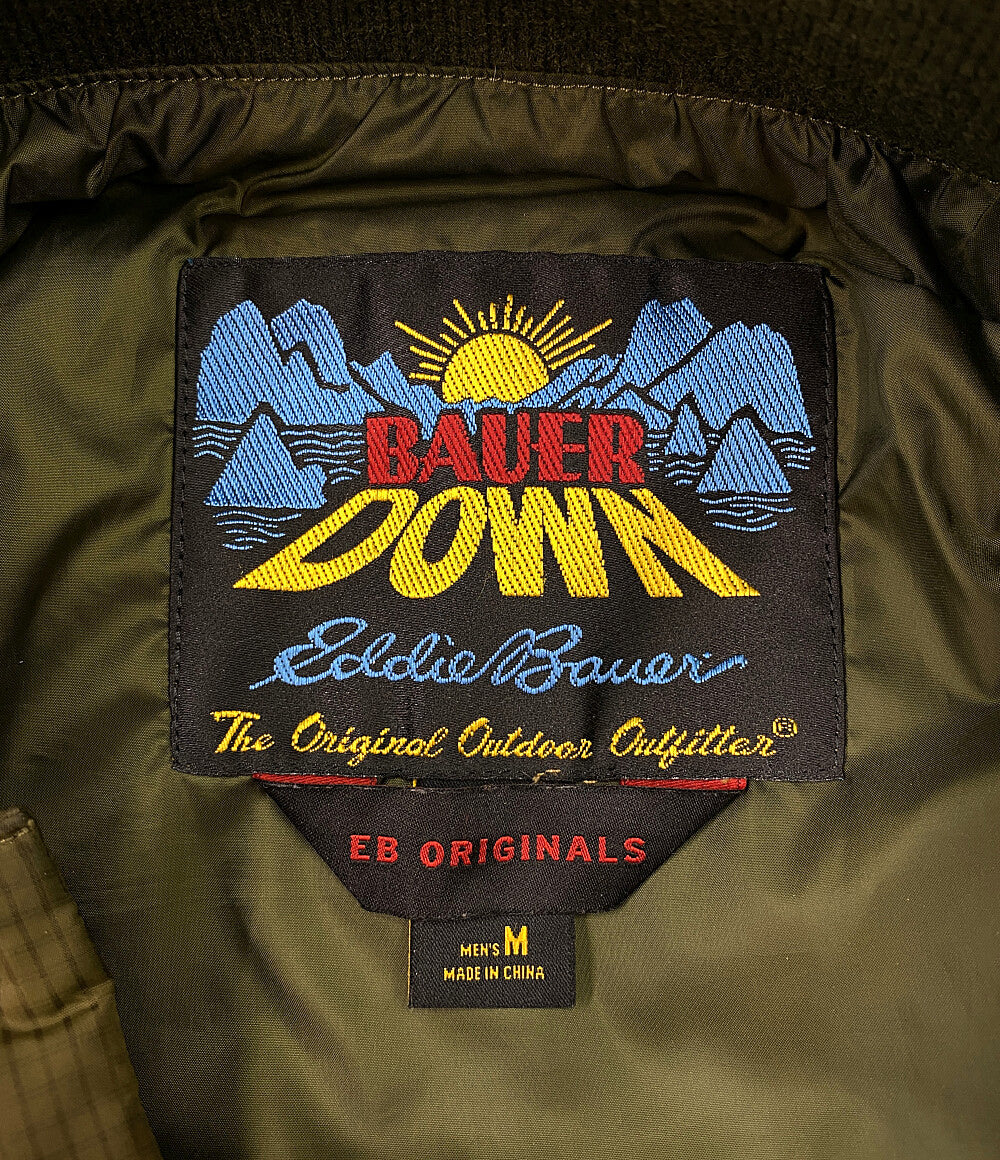 BAUER
DOWN
Eddie Bauer
The Original Outdoor Outfitter®
EB ORIGINALS
MEN'S M
MADE IN CHINA